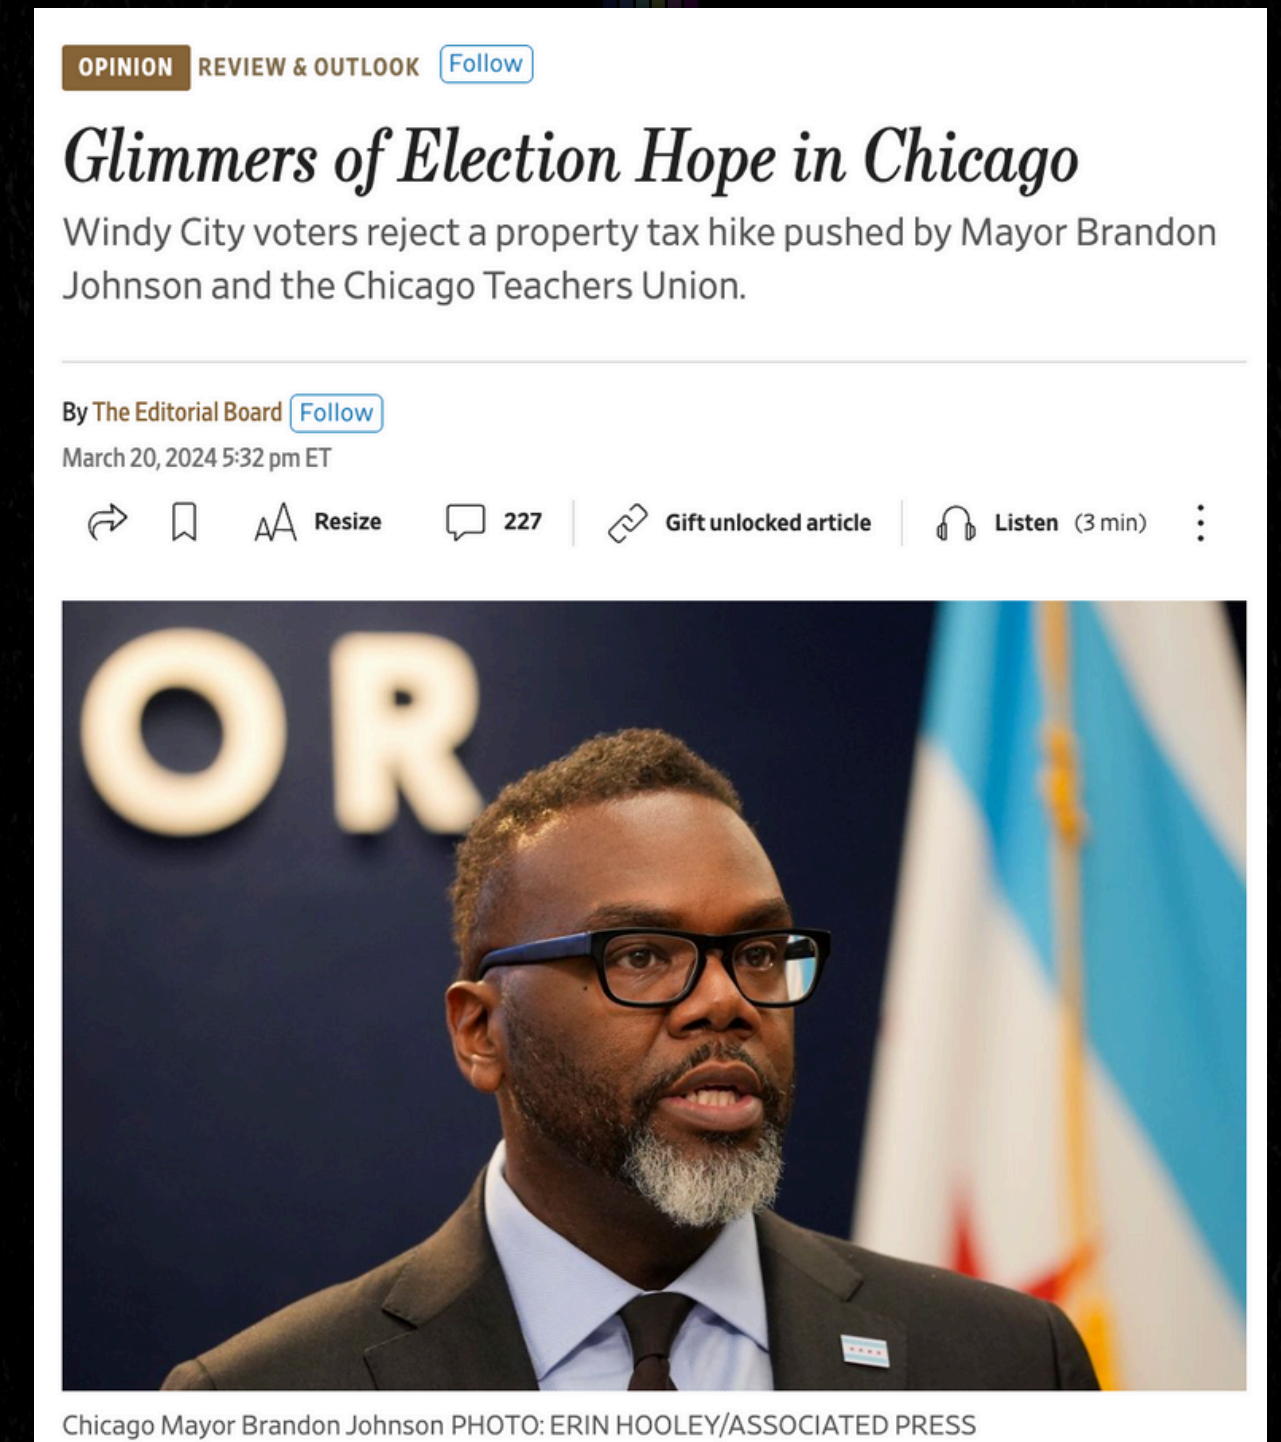 OPINION REVIEW & OUTLOOK Follow
Glimmers of Election Hope in Chicago
Windy City voters reject a property tax hike pushed by Mayor Brandon
Johnson and the Chicago Teachers Union.
By The Editorial Board Follow
March 20, 2024 5:32 pm ET
AA Resize 227 Gift unlocked article Listen (3 min)
OR
Chicago Mayor Brandon Johnson PHOTO: ERIN HOOLEY/ASSOCIATED PRESS